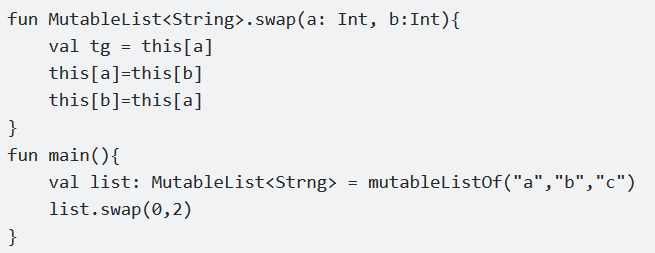 fun MutableList<String>.swap(a: Int, b:Int){
    val tg = this[a]
    this[a]=this[b]
    this[b]=this[a]
}
fun main(){
    val list: MutableList<Strng> = mutableListOf("a","b","c")
    list.swap(0,2)
}